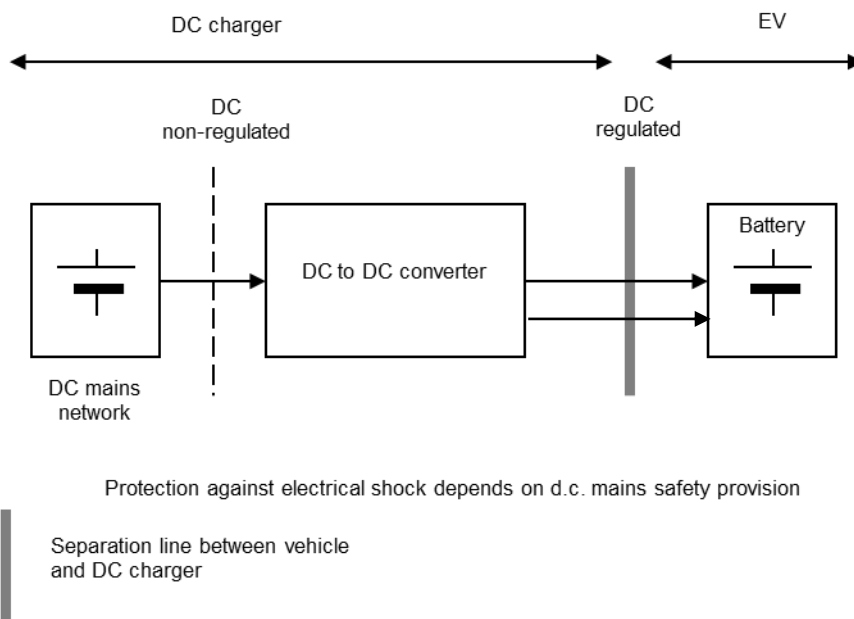 DC charger
EV
DC
non-regulated
DC
regulated
Battery
DC to DC converter
DC mains
network
Protection against electrical shock depends on d.c. mains safety provision
Separation line between vehicle
and DC charger